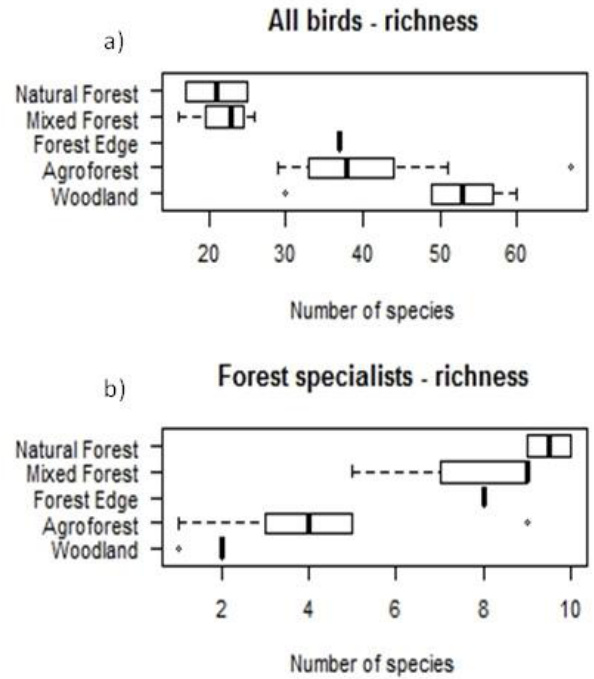 All birds - richness
a)
Natural Forest
Mixed Forest
Forest Edge
Agroforest
Woodland
20 30 40 50 60
Number of species
Forest specialists - richness
b)
Natural Forest
Mixed Forest
Forest Edge
Agroforest
Woodland
2 4 6 8 10
Number of species